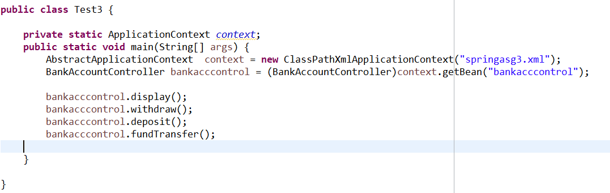 public class Test3 {
private static ApplicationContext context;
public static void main(String[] args) {
AbstractApplicationContext  context = new ClassPathXmlApplicationContext("springasg3.xml");
BankAccountController bankacccontrol = (BankAccountController)context.getBean("bankacccontrol");
bankacccontrol.display();
bankacccontrol.withdraw();
bankacccontrol.deposit();
bankacccontrol.fundTransfer();
}
}